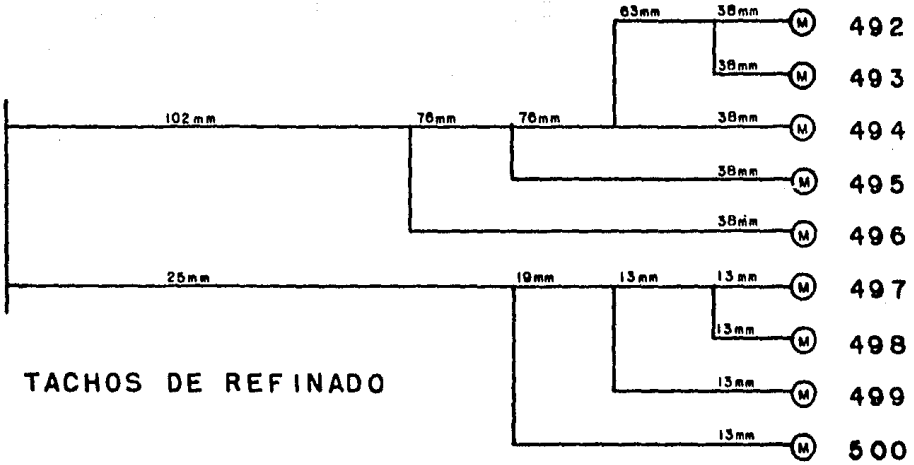 63mm 38mm M 492
38mm M 493
102mm 76mm 76mm 38mm M 494
38mm M 495
38mm M 496
25mm 19mm 13mm 13mm M 497
13mm M 498
TACHOS DE REFINADO
13mm M 499
13mm M 500